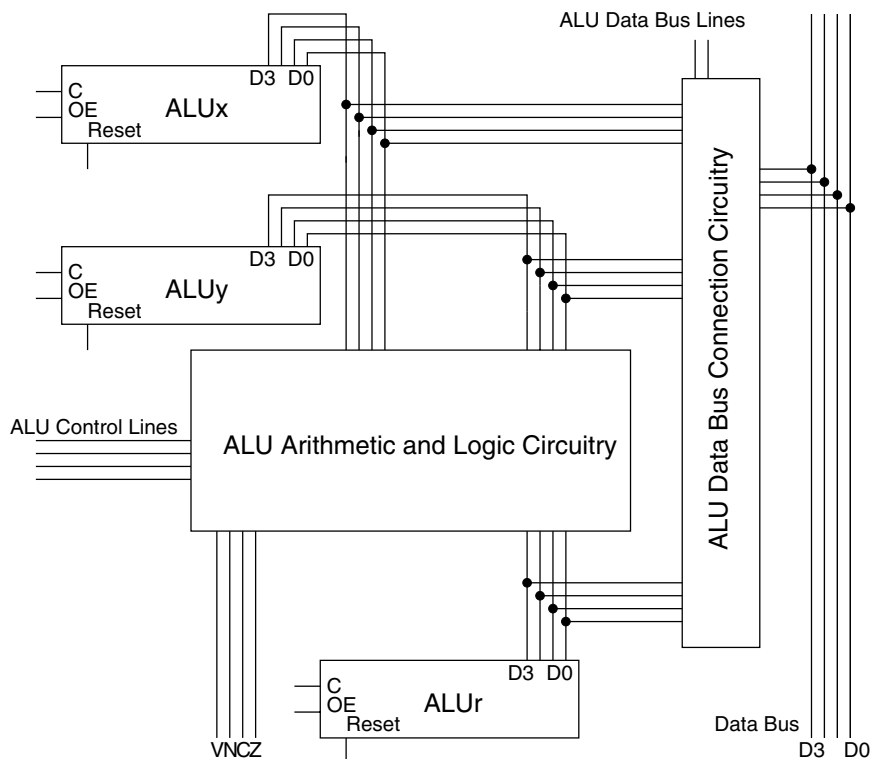 ALU Data Bus Lines
D3 D0
C
OE
ALUx
Reset
D3 D0
C
OE
ALUy
Reset
ALU Data Bus Connection Circuitry
ALU Control Lines
ALU Arithmetic and Logic Circuitry
D3 D0
C
OE
ALUr
Reset
VNCZ
Data Bus
D3 D0